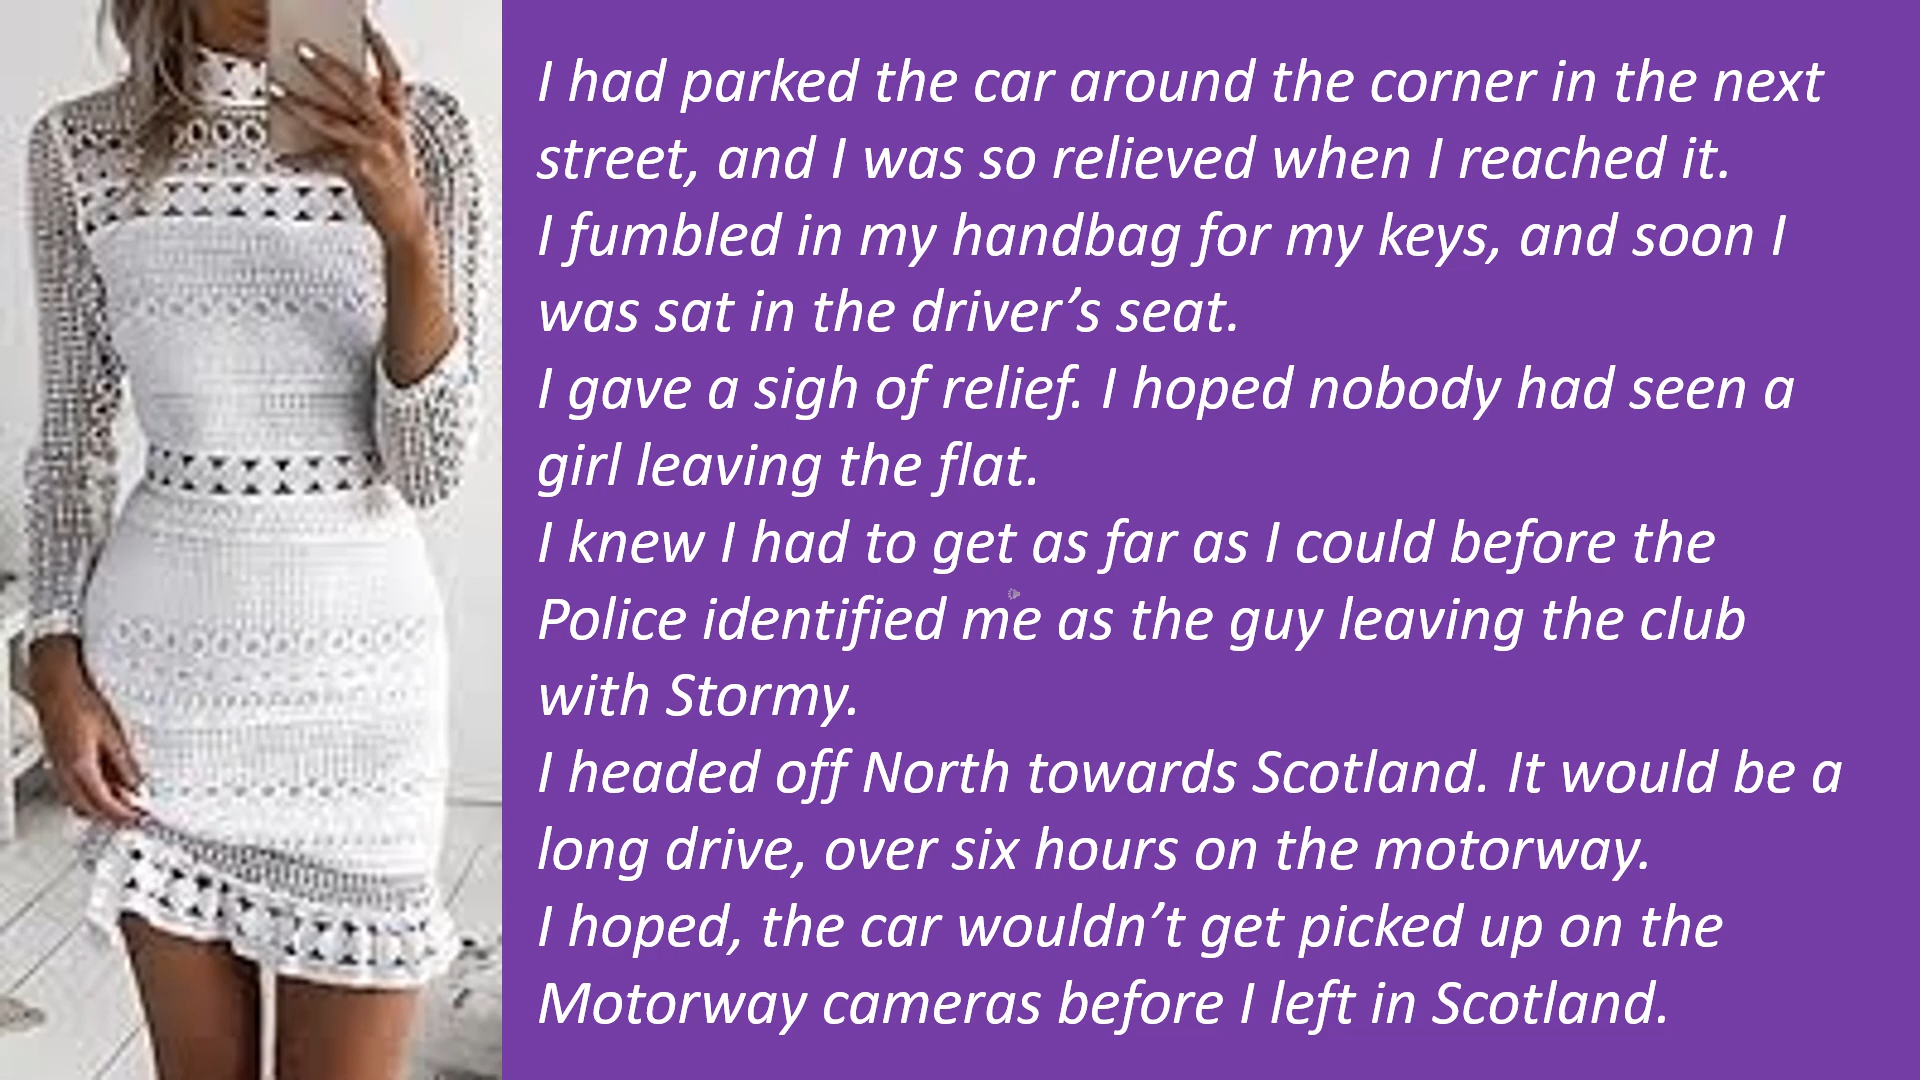 I had parked the car around the corner in the next
street, and I was so relieved when I reached it.
I fumbled in my handbag for my keys, and soon I
was sat in the driver’s seat.
I gave a sigh of relief. I hoped nobody had seen a
girl leaving the flat.
I knew I had to get as far as I could before the
Police identified me as the guy leaving the club
with Stormy.
I headed off North towards Scotland. It would be a
long drive, over six hours on the motorway.
I hoped, the car wouldn’t get picked up on the
Motorway cameras before I left in Scotland.